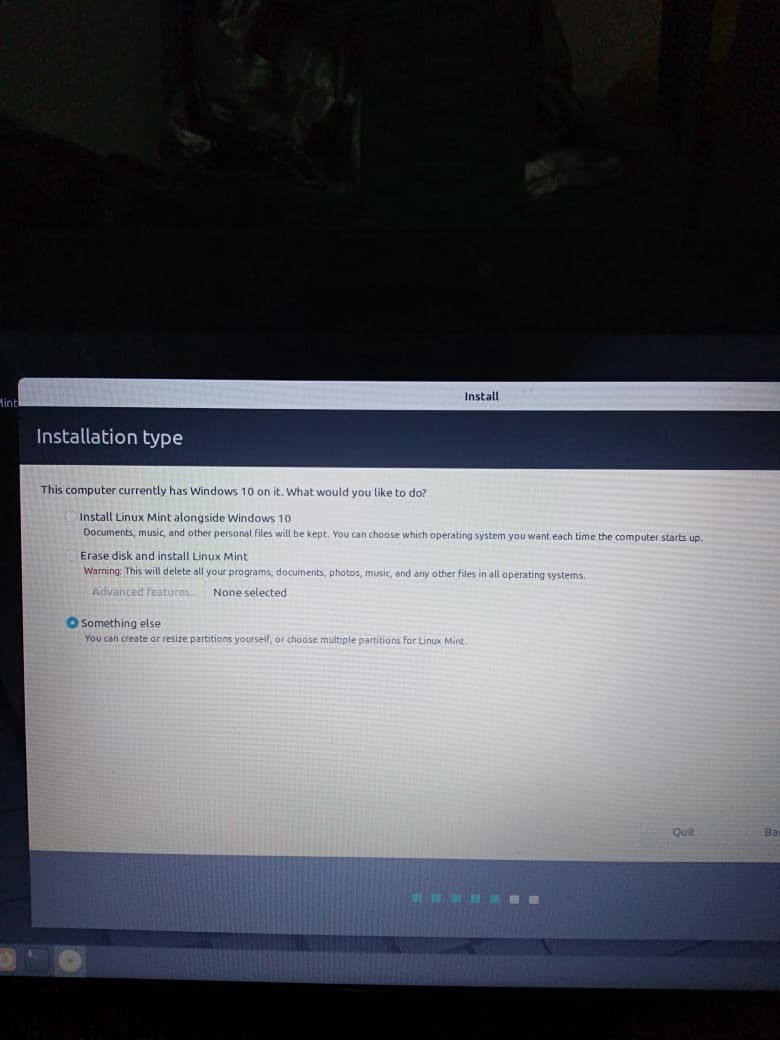 Install
Installation type
This computer currently has Windows 10 on it. What would you like to do?
Install Linux Mint alongside Windows 10
Documents, music, and other personal files will be kept. You can choose which operating system you want each time the computer starts up.
Erase disk and install Linux Mint
Warning: This will delete all your programs, documents, photos, music, and any other files in all operating systems.
Advanced features... None selected
Something else
You can create or resize partitions yourself, or choose multiple partitions for Linux Mint.
Quit